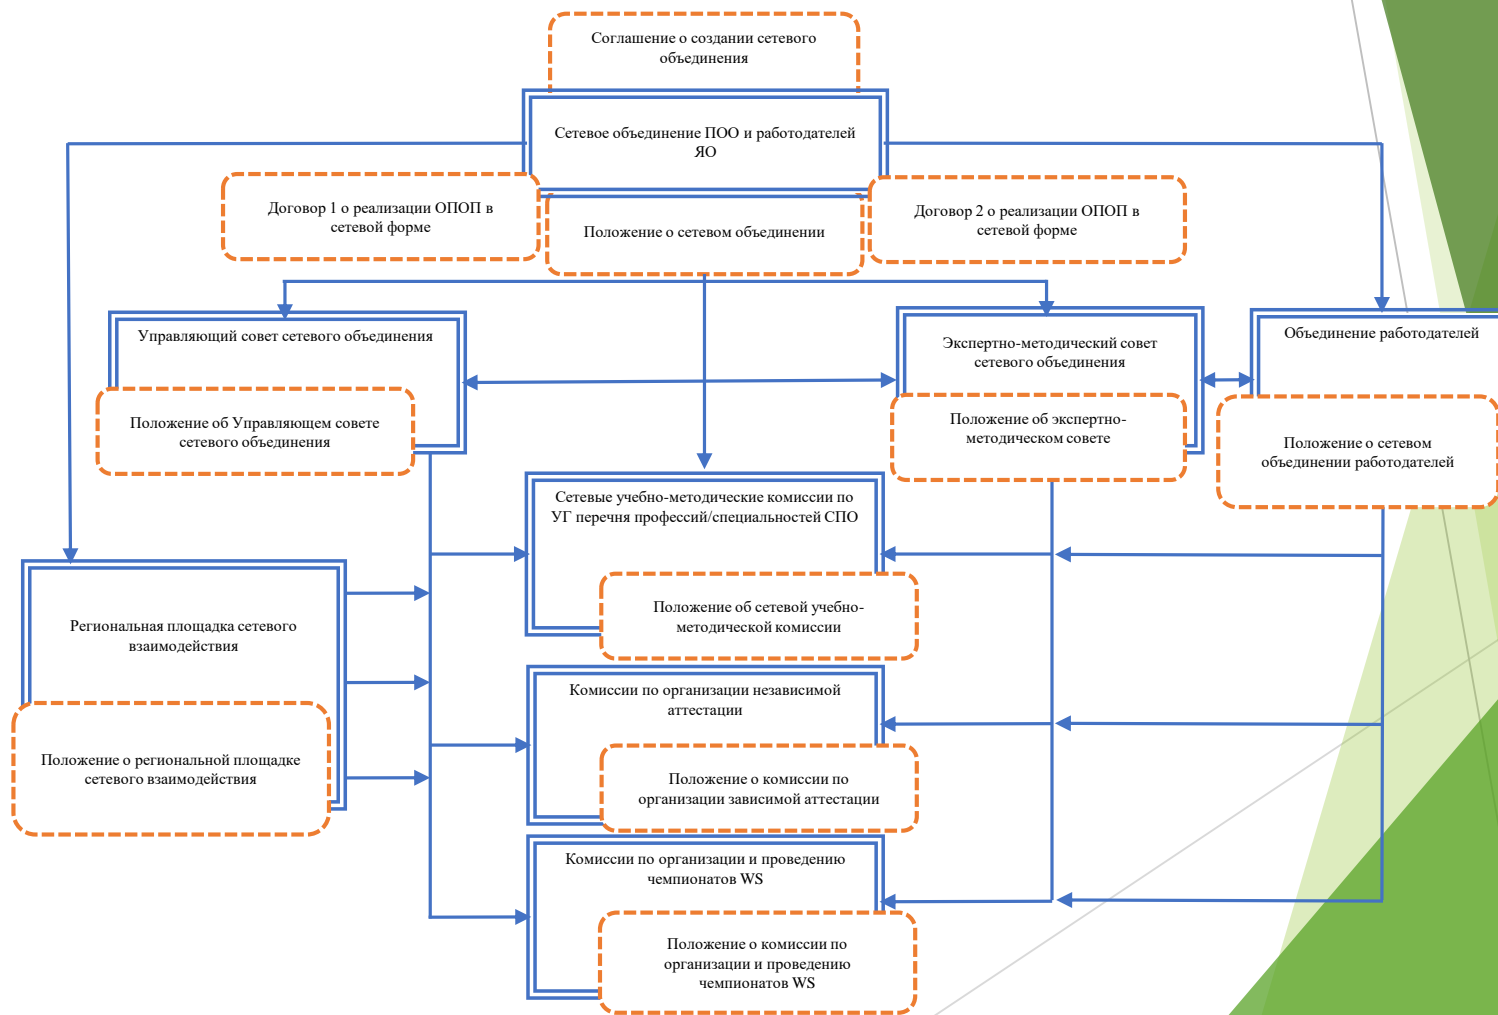 Соглашение о создании сетевого
объединения
Сетевое объединение ПОО и работодателей
ЯО
Договор 1 о реализации ОПОП в
сетевой форме
Положение о сетевом объединении
Договор 2 о реализации ОПОП в
сетевой форме
Управляющий совет сетевого объединения
Положение об Управляющем совете
сетевого объединения
Экспертно-методический совет
сетевого объединения
Положение об экспертно-
методическом совете
Объединение работодателей
Положение о сетевом
объединении работодателей
Сетевые учебно-методические комиссии по
УГ перечня профессий/специальностей СПО
Положение об сетевой учебно-
методической комиссии
Региональная площадка сетевого
взаимодействия
Положение о региональной площадке
сетевого взаимодействия
Комиссии по организации независимой
аттестации
Положение о комиссии по
организации зависимой аттестации
Комиссии по организации и проведению
чемпионатов WS
Положение о комиссии по
организации и проведению
чемпионатов WS